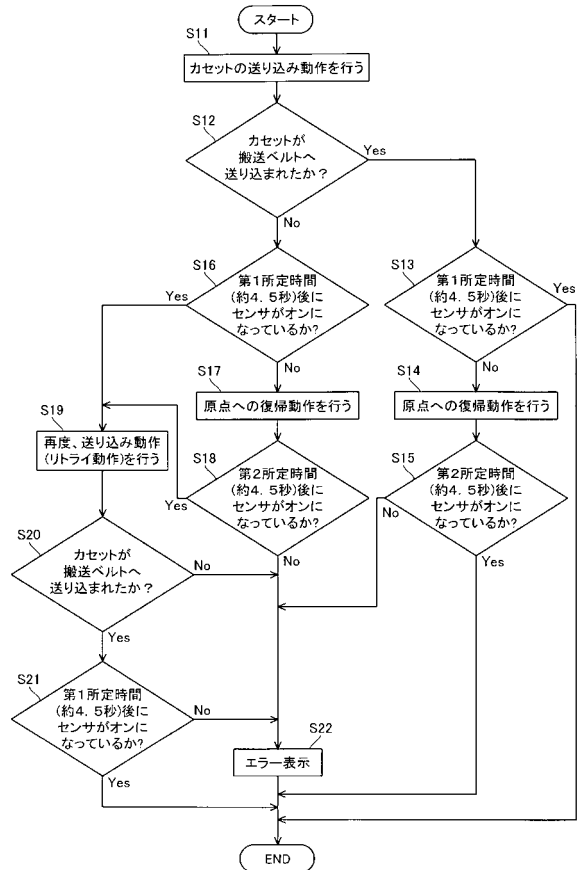 スタート
S11
カセットの送り込み動作を行う
S12
カセットが
搬送ベルトへ
送り込まれたか?
Yes
No
S16
第1所定時間
(約4. 5秒)後に
センサがオンに
なっているか?
Yes
No
S13
第1所定時間
(約4. 5秒)後に
センサがオンに
なっているか?
Yes
No
S17
原点への復帰動作を行う
S14
原点への復帰動作を行う
S19
再度、送り込み動作
(リトライ動作)を行う
S18
第2所定時間
(約4. 5秒)後に
センサがオンに
なっているか?
Yes
No
S15
第2所定時間
(約4. 5秒)後に
センサがオンに
なっているか?
No
Yes
S20
カセットが
搬送ベルトへ
送り込まれたか?
No
Yes
S21
第1所定時間
(約4. 5秒)後に
センサがオンに
なっているか?
No
Yes
S22
エラー表示
END